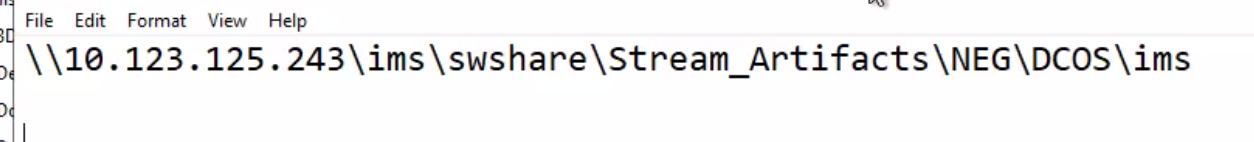 File Edit Format View Help
\\10.123.125.243\ims\swshare\Stream_Artifacts\NEG\DCOS\ims